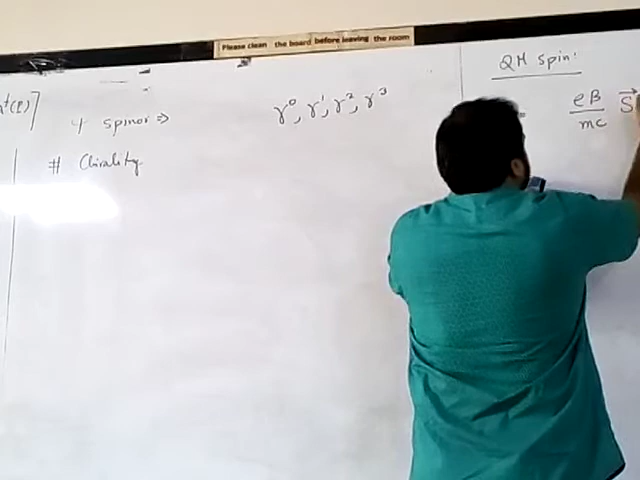 Please clean the board before leaving the room
QM spin
†(P)]
4 spinor ⇒
γ⁰, γ¹, γ², γ³
= eB/mc S⃗
# Chirality